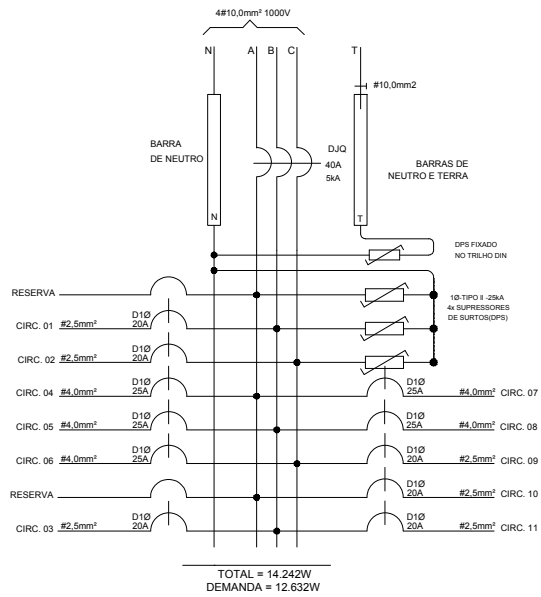 4#10,0mm² 1000V
N A B C T
#10,0mm2
BARRA
DE NEUTRO
DJQ
40A
5kA
BARRAS DE
NEUTRO E TERRA
N
T
DPS FIXADO
NO TRILHO DIN
RESERVA
1Ø-TIPO II -25kA
4x SUPRESSORES
DE SURTOS(DPS)
CIRC. 01 #2,5mm² D1Ø
20A
CIRC. 02 #2,5mm² D1Ø
20A
CIRC. 04 #4,0mm² D1Ø
25A
D1Ø
25A #4,0mm² CIRC. 07
CIRC. 05 #4,0mm² D1Ø
25A
D1Ø
25A #4,0mm² CIRC. 08
CIRC. 06 #4,0mm² D1Ø
25A
D1Ø
20A #2,5mm² CIRC. 09
RESERVA
D1Ø
20A #2,5mm² CIRC. 10
CIRC. 03 #2,5mm² D1Ø
20A
D1Ø
20A #2,5mm² CIRC. 11
TOTAL = 14.242W
DEMANDA = 12.632W